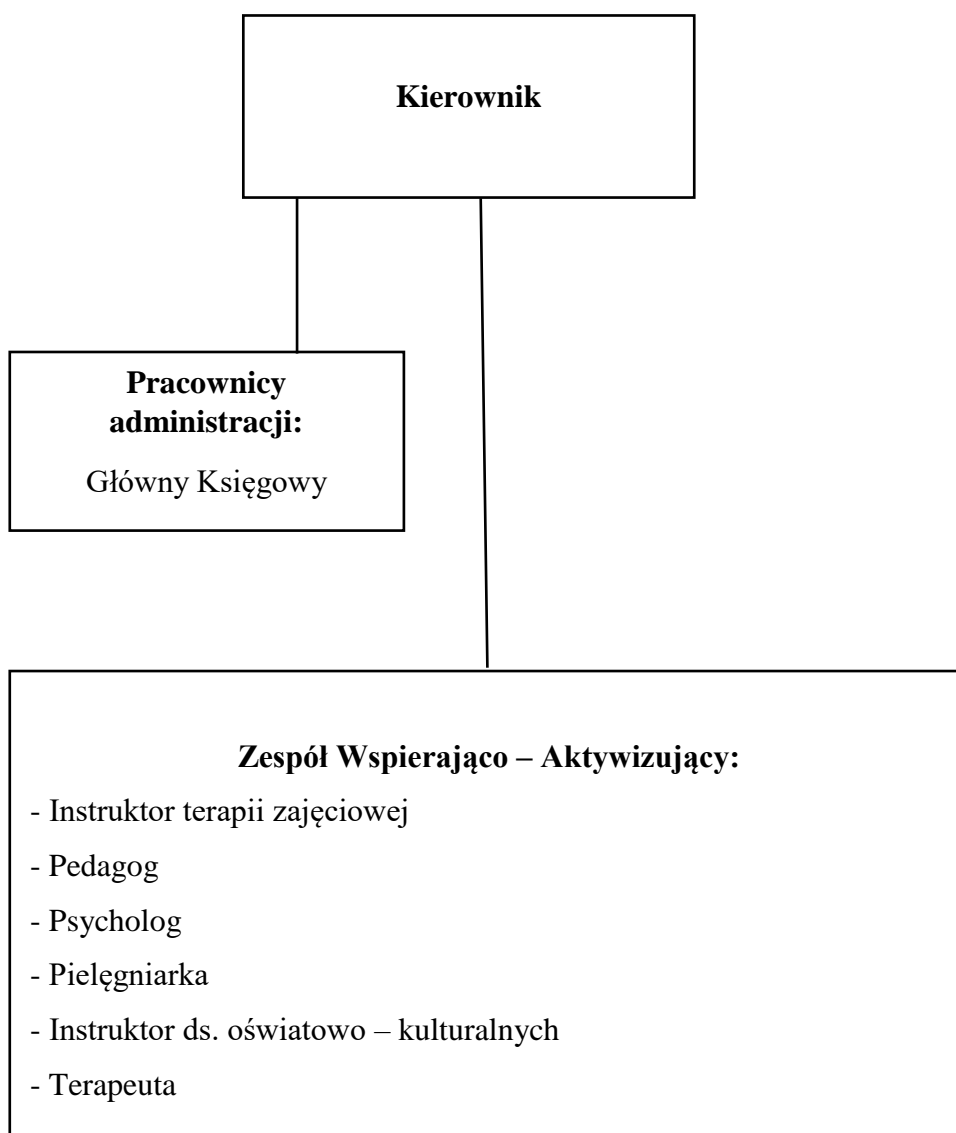 Kierownik
Pracownicy
administracji:
Główny Księgowy
Zespół Wspierająco – Aktywizujący:
- Instruktor terapii zajęciowej
- Pedagog
- Psycholog
- Pielęgniarka
- Instruktor ds. oświatowo – kulturalnych
- Terapeuta